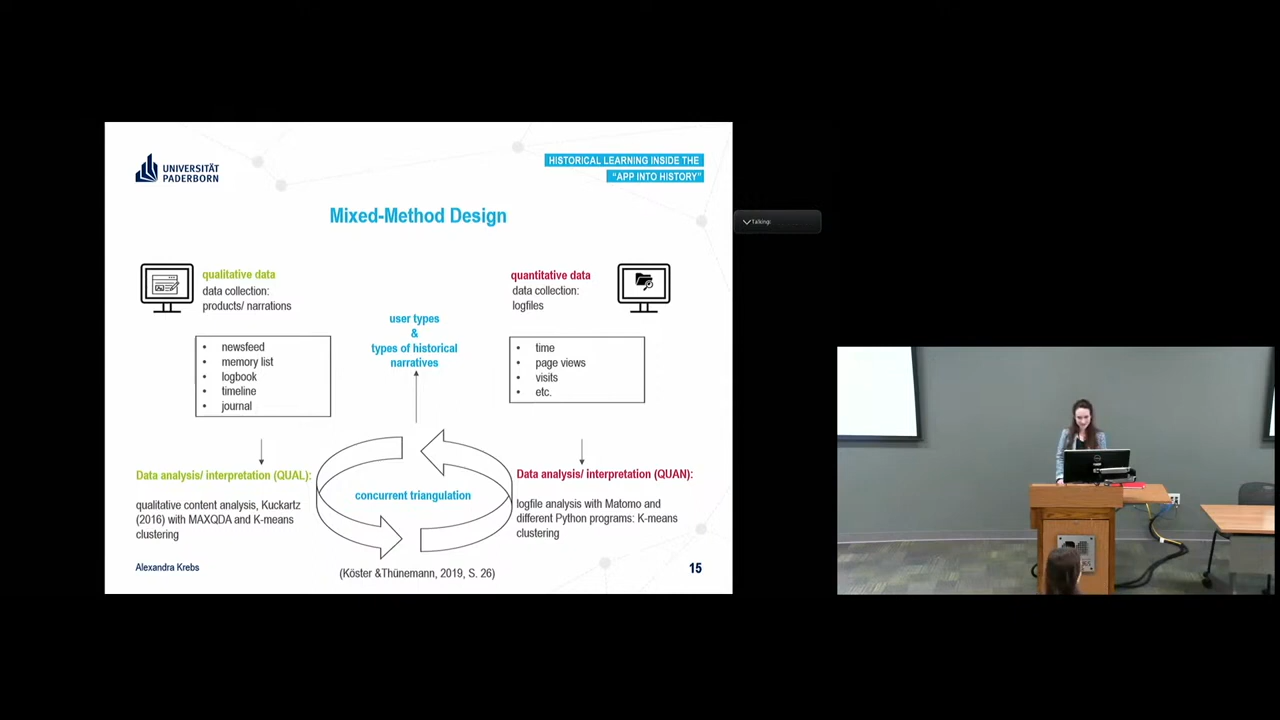 UNIVERSITÄT
PADERBORN
HISTORICAL LEARNING INSIDE THE
"APP INTO HISTORY"
Mixed-Method Design
qualitative data
data collection:
products/ narrations
quantitative data
data collection:
logfiles
user types
&
types of historical
narratives
• newsfeed
• memory list
• logbook
• timeline
• journal
• time
• page views
• visits
• etc.
Data analysis/ interpretation (QUAL):
qualitative content analysis, Kuckartz
(2016) with MAXQDA and K-means
clustering
concurrent triangulation
Data analysis/ interpretation (QUAN):
logfile analysis with Matomo and
different Python programs: K-means
clustering
Alexandra Krebs
(Köster &Thünemann, 2019, S. 26)
15
Talking: